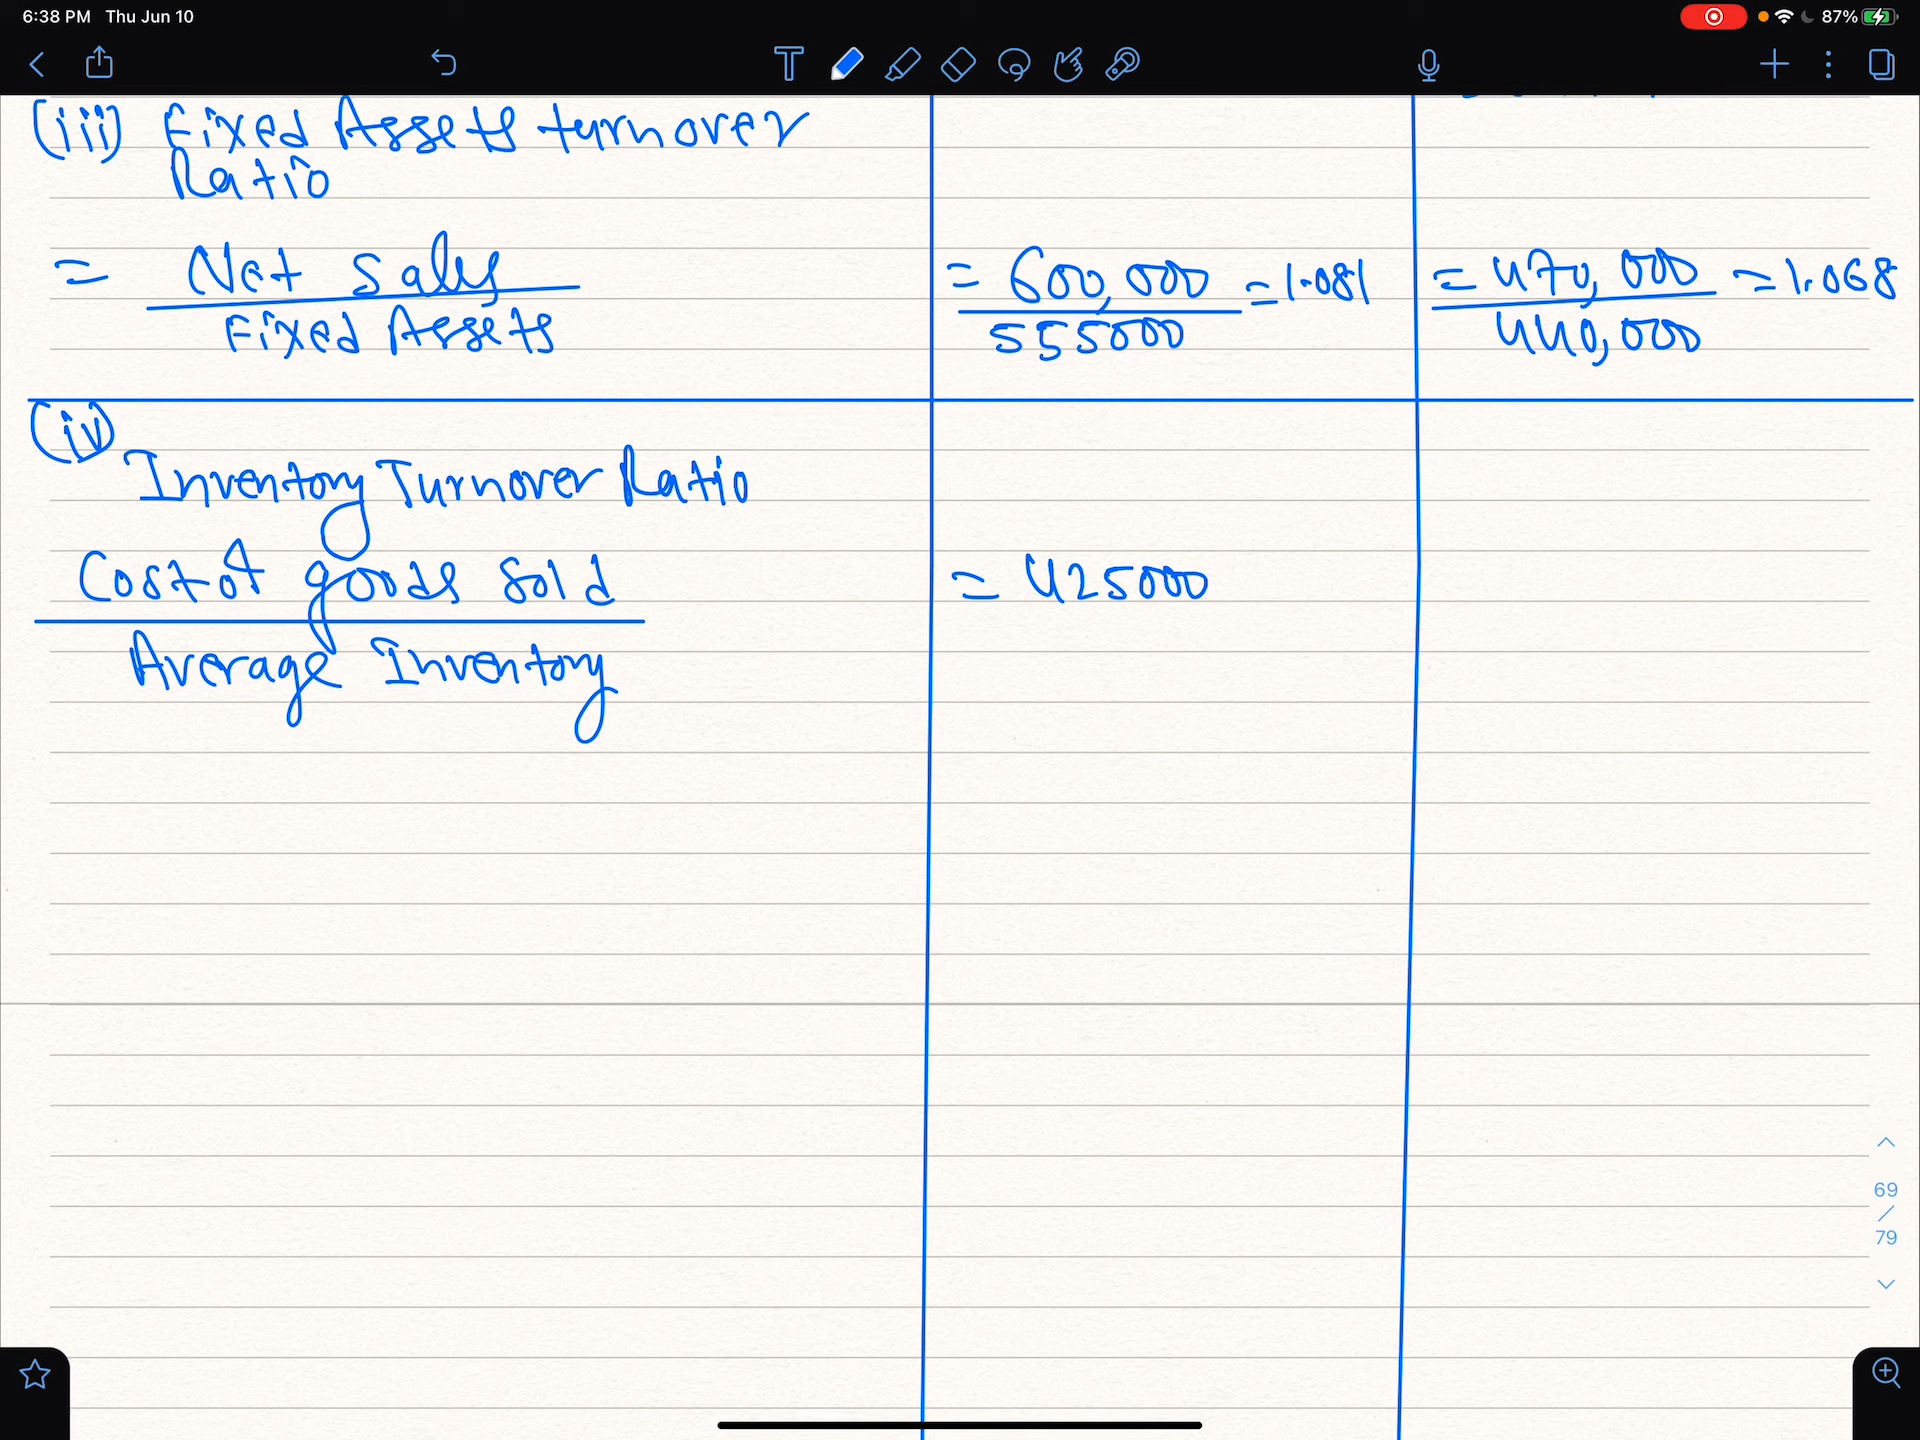 6:38 PM Thu Jun 10
87%
(iii) Fixed Assets turnover
Ratio
= Net Sales
Fixed Assets
= 600,000 = 1.081
555000
= 470,000 = 1.068
440,000
(iv)
Inventory Turnover Ratio
Cost of goods sold
Average Inventory
= 425000
69
/
79